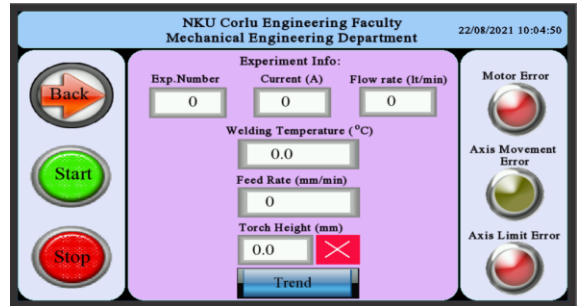 NKU Corlu Engineering Faculty
Mechanical Engineering Department
22/08/2021 10:04:50
Back
Start
Stop
Experiment Info:
Exp.Number Current (A) Flow rate (lt/min)
0 0 0
Welding Temperature (°C)
0.0
Feed Rate (mm/min)
0
Torch Height (mm)
0.0
Trend
Motor Error
Axis Movement
Error
Axis Limit Error